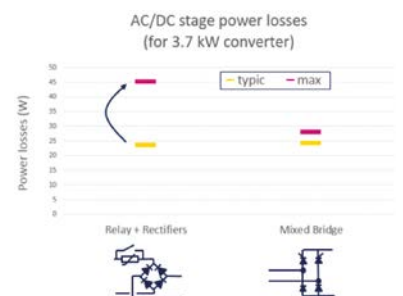 AC/DC stage power losses
(for 3.7 kW converter)
Power losses (W)
50
45
40
35
30
25
20
15
10
5
0
typic max
Relay + Rectifiers Mixed Bridge